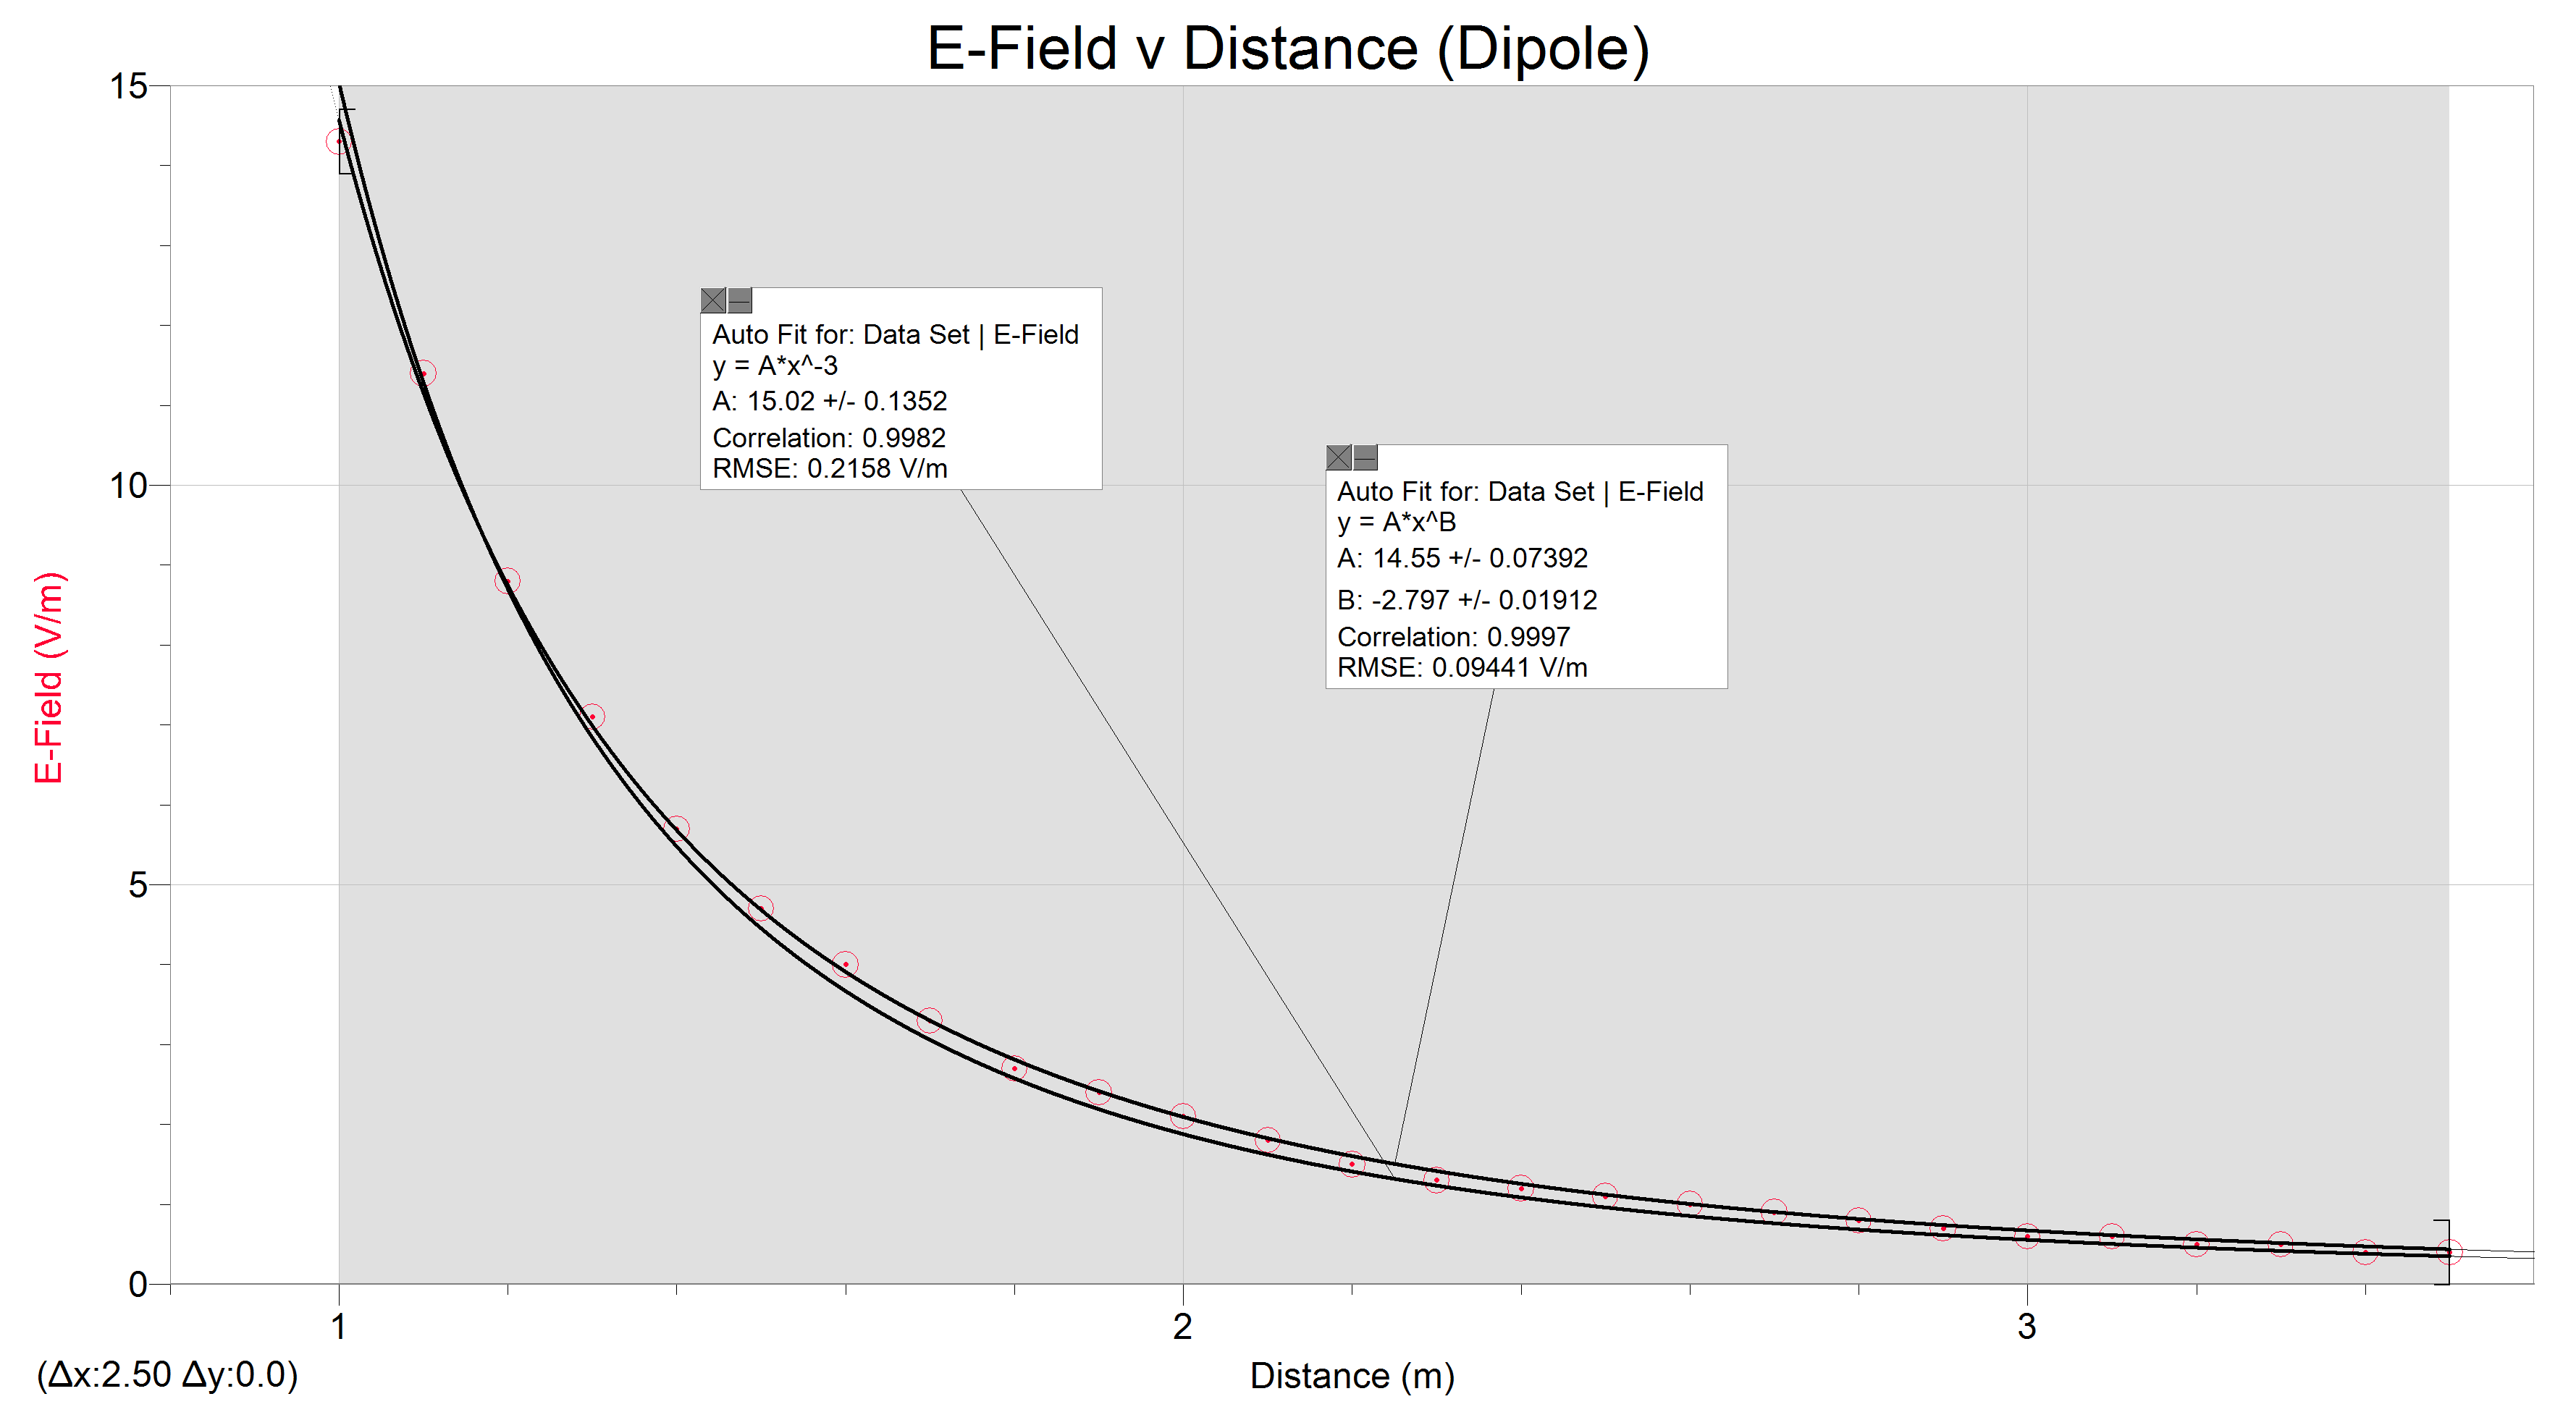 E-Field v Distance (Dipole)
15
10
5
0
E-Field (V/m)
Auto Fit for: Data Set | E-Field
y = A*x^-3
A: 15.02 +/- 0.1352
Correlation: 0.9982
RMSE: 0.2158 V/m
Auto Fit for: Data Set | E-Field
y = A*x^B
A: 14.55 +/- 0.07392
B: -2.797 +/- 0.01912
Correlation: 0.9997
RMSE: 0.09441 V/m
1 2 3
(Δx:2.50 Δy:0.0)
Distance (m)